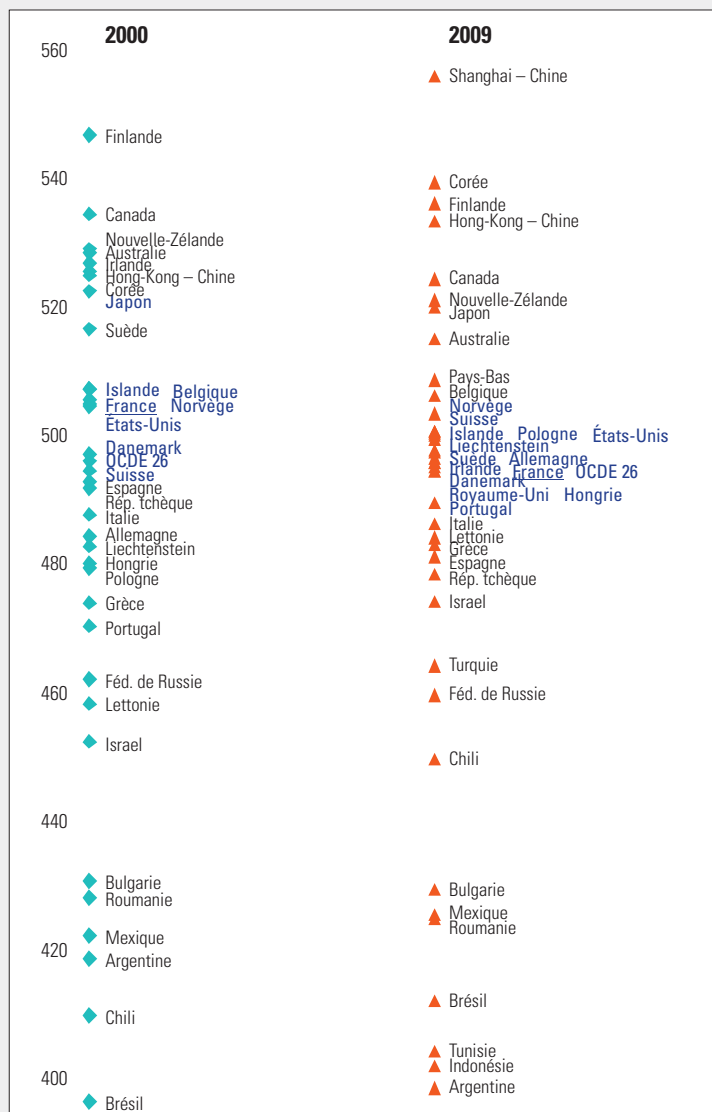 2000
2009
560
540
520
500
480
460
440
420
400
Finlande
Canada
Nouvelle-Zélande
Australie
Irlande
Hong-Kong – Chine
Corée
Japon
Suède
Islande Belgique
France Norvège
États-Unis
Danemark
OCDE 26
Suisse
Espagne
Rép. tchèque
Italie
Allemagne
Liechtenstein
Hongrie
Pologne
Grèce
Portugal
Féd. de Russie
Lettonie
Israel
Bulgarie
Roumanie
Mexique
Argentine
Chili
Brésil
Shanghai – Chine
Corée
Finlande
Hong-Kong – Chine
Canada
Nouvelle-Zélande
Japon
Australie
Pays-Bas
Belgique
Norvège
Suisse
Islande Pologne États-Unis
Liechtenstein
Suède Allemagne
Irlande France OCDE 26
Danemark
Royaume-Uni Hongrie
Portugal
Italie
Lettonie
Grèce
Espagne
Rép. tchèque
Israel
Turquie
Féd. de Russie
Chili
Bulgarie
Mexique
Roumanie
Brésil
Tunisie
Indonésie
Argentine